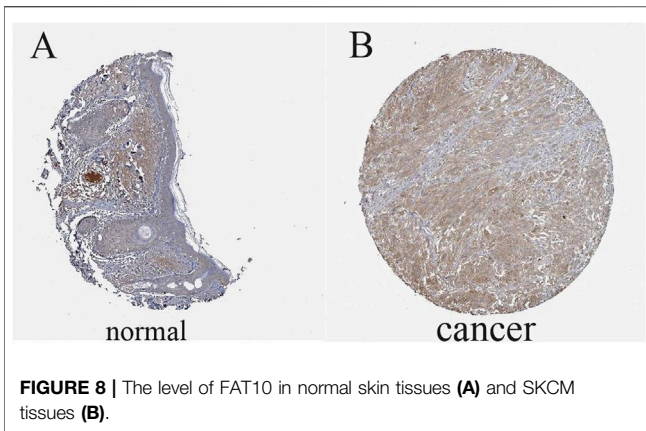 A
B
normal
cancer
FIGURE 8 | The level of FAT10 in normal skin tissues (A) and SKCM
tissues (B).